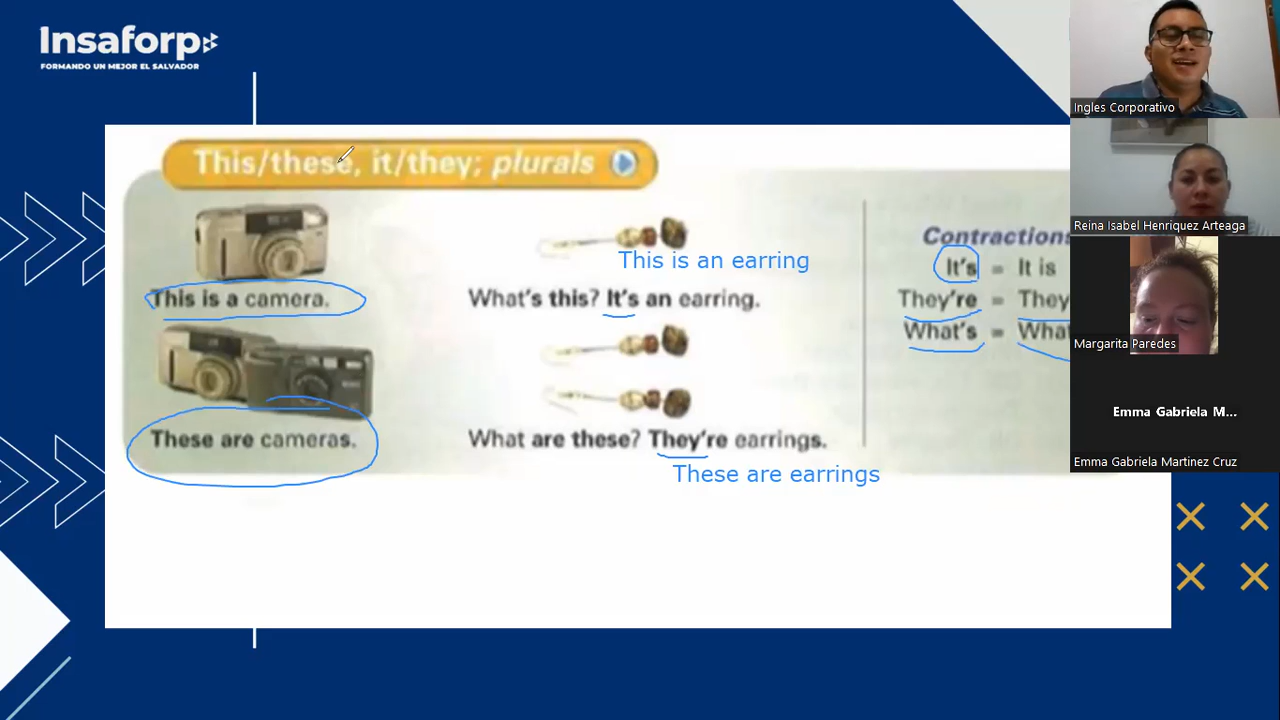 Insaforp
FORMANDO UN MEJOR EL SALVADOR
This/these, it/they; plurals
This is a camera.
These are cameras.
This is an earring
What's this? It's an earring.
What are these? They're earrings.
These are earrings
Contractions
It's = It is
They're = They
What's = What
Ingles Corporativo
Reina Isabel Henriquez Arteaga
Margarita Paredes
Emma Gabriela M...
Emma Gabriela Martinez Cruz